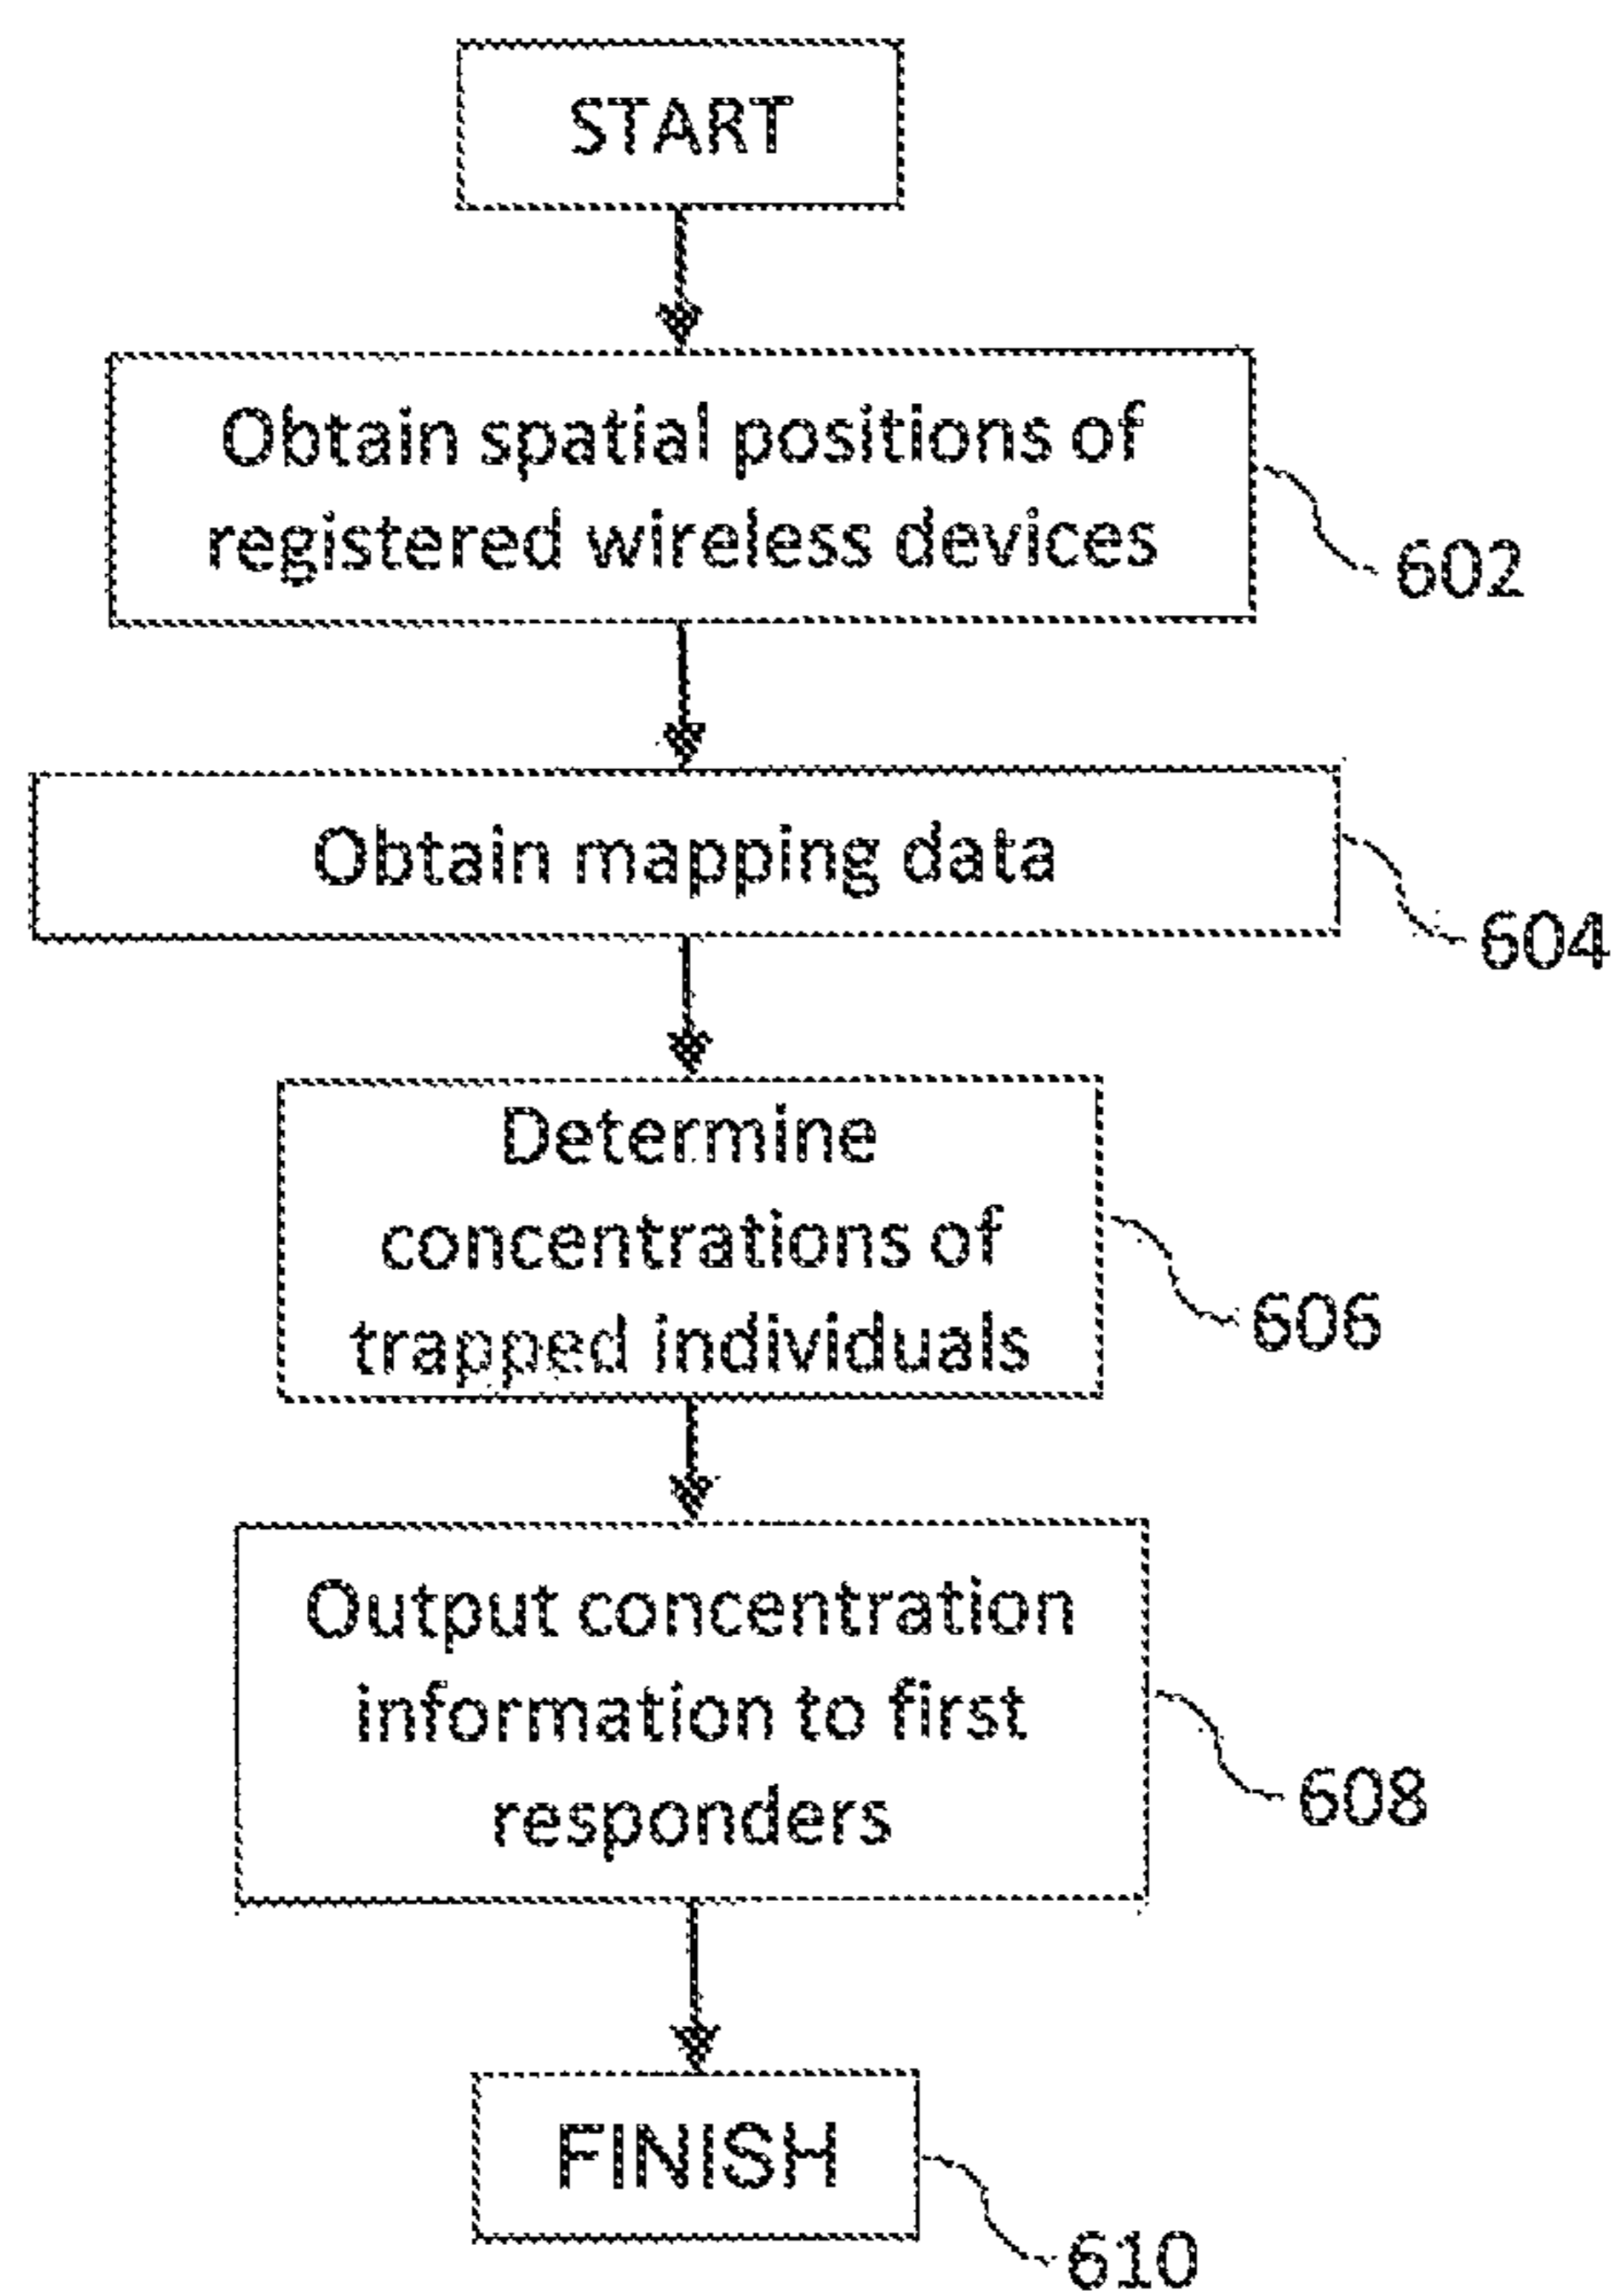 START
Obtain spatial positions of
registered wireless devices
602
Obtain mapping data
604
Determine
concentrations of
trapped individuals
606
Output concentration
information to first
responders
608
FINISH
610